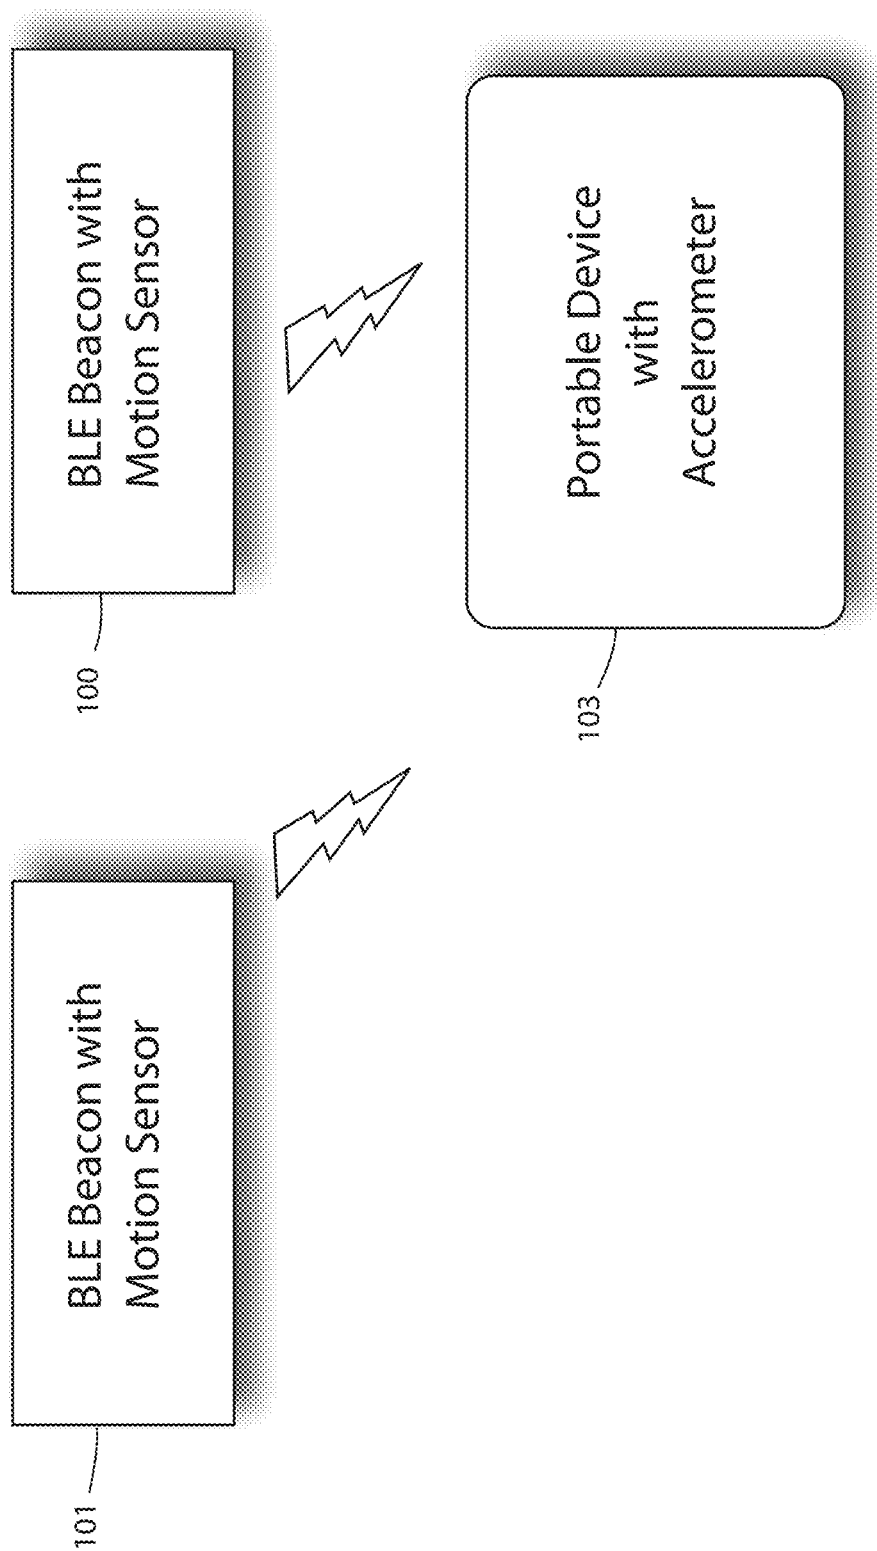 BLE Beacon with
Motion Sensor
101
BLE Beacon with
Motion Sensor
100
Portable Device
with
Accelerometer
103